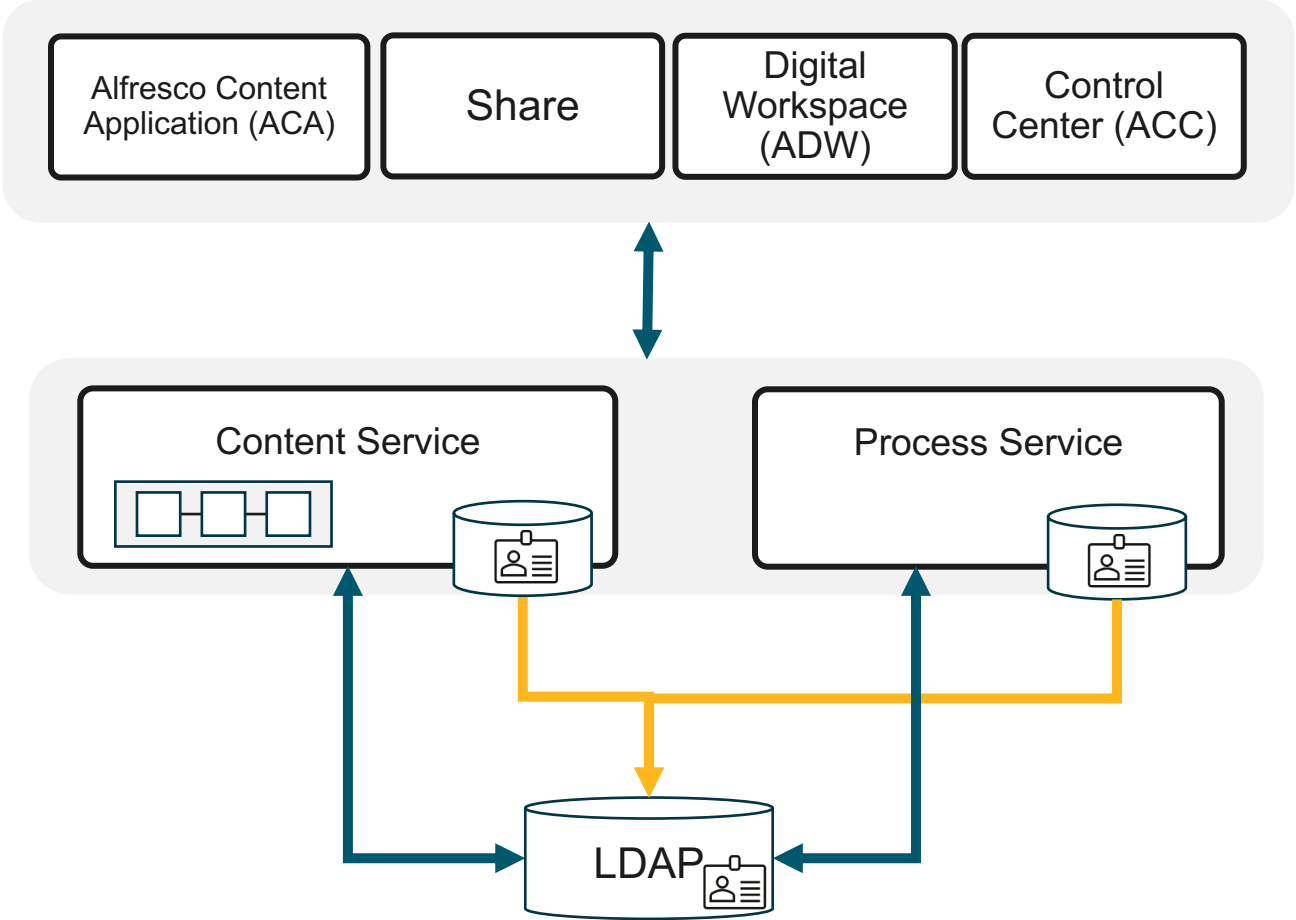 Alfresco Content
Application (ACA)
Share
Digital
Workspace
(ADW)
Control
Center (ACC)
Content Service
Process Service
LDAP